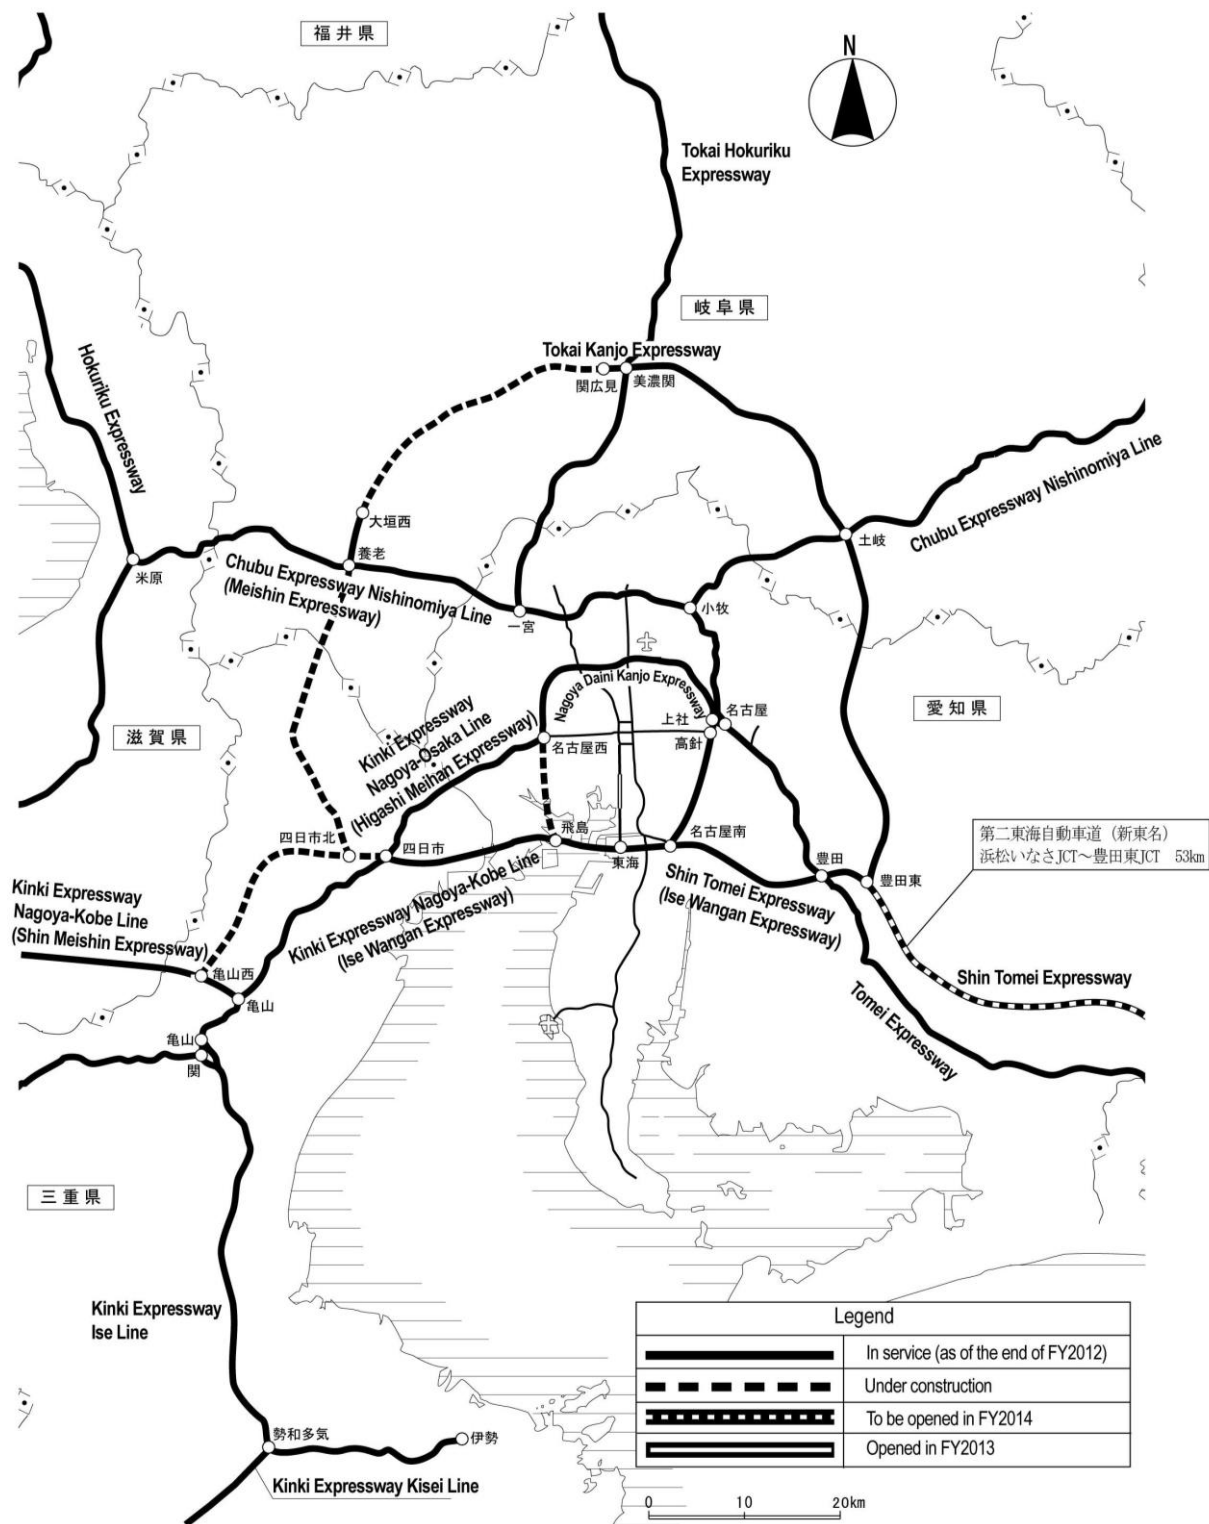 福井県
N
Tokai Hokuriku
Expressway
岐阜県
Tokai Kanjo Expressway
関広見
美濃関
Hokuriku Expressway
大垣西
養老
米原
Chubu Expressway Nishinomiya Line
(Meishin Expressway)
一宮
小牧
土岐
Chubu Expressway Nishinomiya Line
Nagoya Daini Kanjo Expressway
愛知県
滋賀県
上社
名古屋
高針
名古屋西
Kinki Expressway
Nagoya-Osaka Line
(Higashi Meihan Expressway)
四日市北
四日市
飛島
東海
名古屋南
豊田
豊田東
第二東海自動車道（新東名）
浜松いなさJCT～豊田東JCT 53km
Kinki Expressway
Nagoya-Kobe Line
(Shin Meishin Expressway)
Kinki Expressway Nagoya-Kobe Line
(Ise Wangan Expressway)
Shin Tomei Expressway
(Ise Wangan Expressway)
Shin Tomei Expressway
Tomei Expressway
亀山西
亀山
亀山
関
三重県
Kinki Expressway
Ise Line
勢和多気
伊勢
Kinki Expressway Kisei Line
Legend
In service (as of the end of FY2012)
Under construction
To be opened in FY2014
Opened in FY2013
0 10 20km